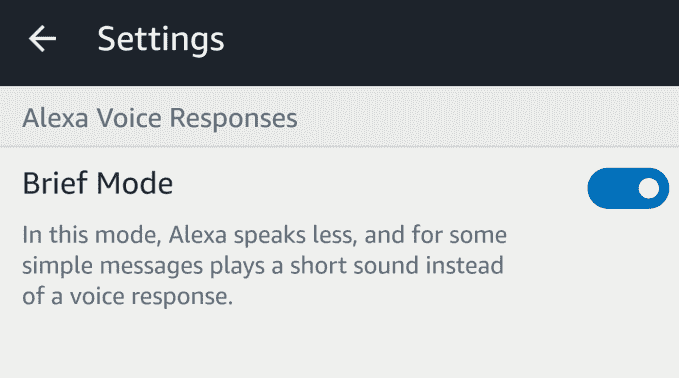 Settings
Alexa Voice Responses
Brief Mode
In this mode, Alexa speaks less, and for some
simple messages plays a short sound instead
of a voice response.